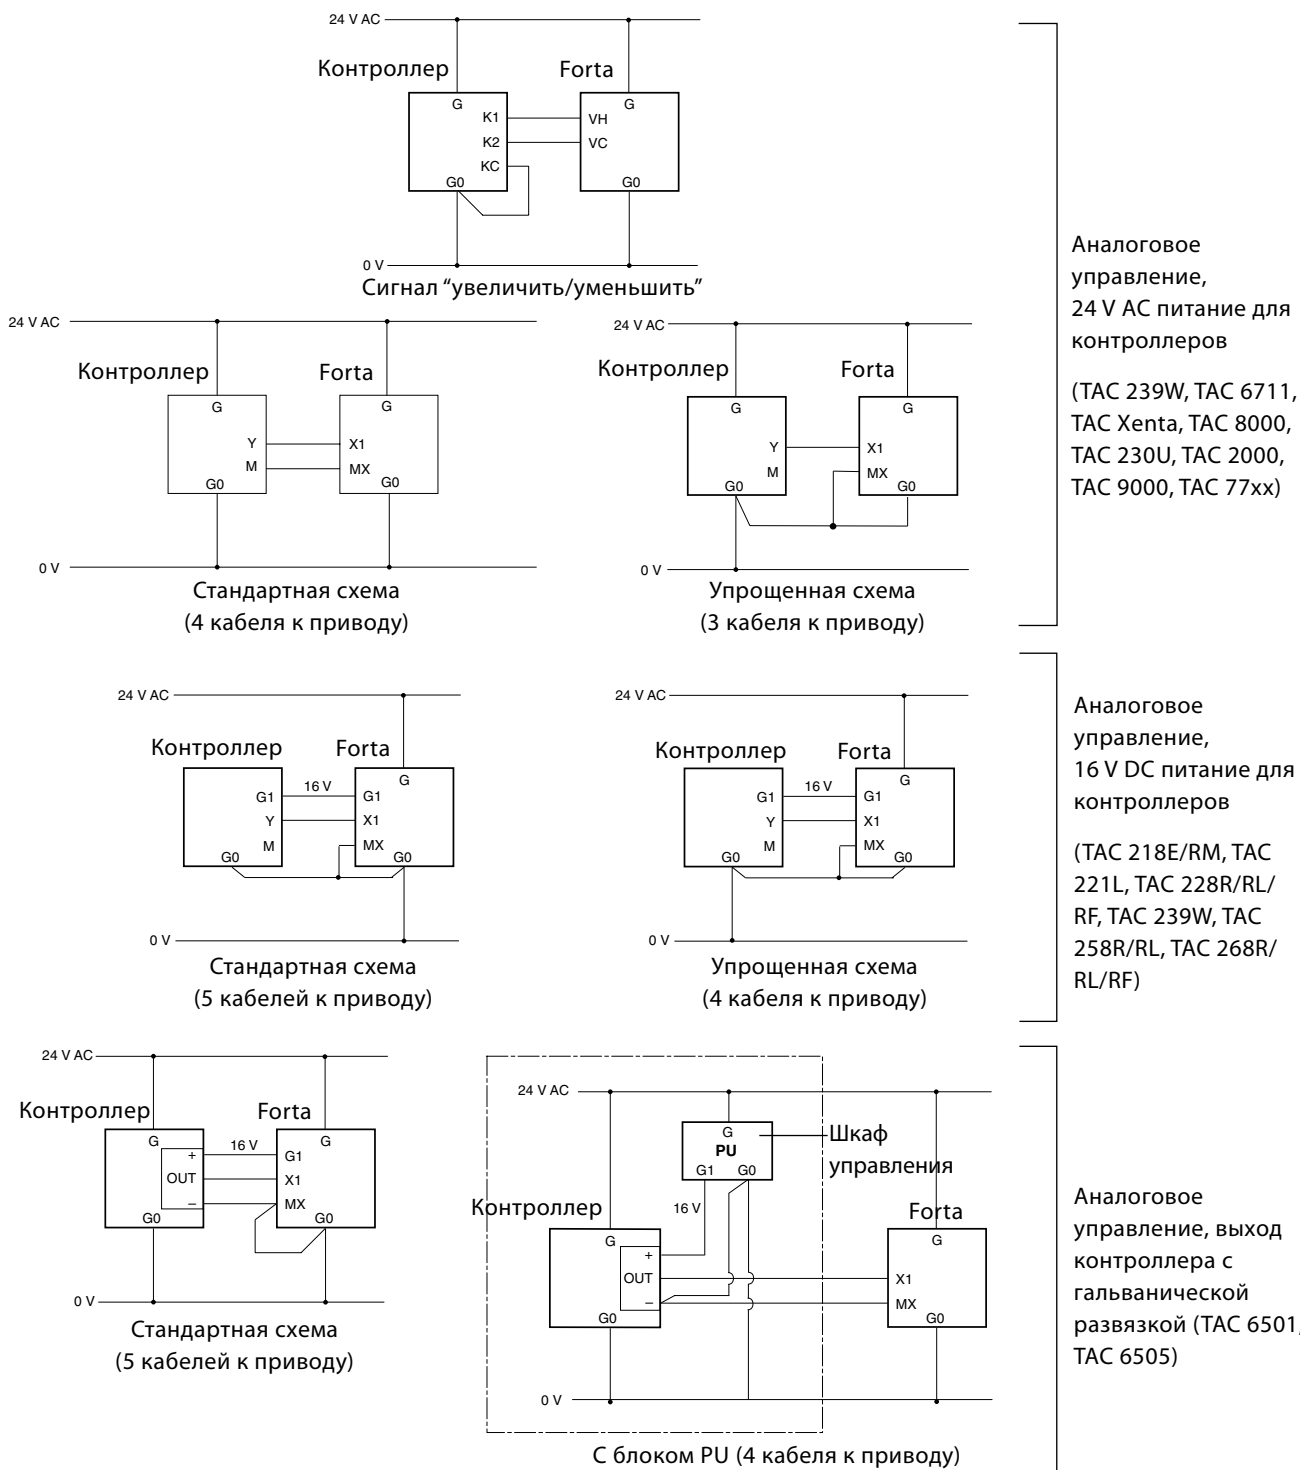 24 V AC
Контроллер
Forta
G
G
K1
VH
K2
VC
KC
G0
G0
0 V
Сигнал “увеличить/уменьшить”
24 V AC
Контроллер
Forta
G
G
Y
X1
M
MX
G0
G0
0 V
Стандартная схема
(4 кабеля к приводу)
24 V AC
Контроллер
Forta
G
G
Y
X1
M
MX
G0
G0
0 V
Упрощенная схема
(3 кабеля к приводу)
Аналоговое
управление,
24 V AC питание для
контроллеров
(TAC 239W, TAC 6711,
TAC Xenta, TAC 8000,
TAC 230U, TAC 2000,
TAC 9000, TAC 77xx)
24 V AC
Контроллер
Forta
G
G1
16 V
G1
Y
X1
M
MX
G0
G0
0 V
Стандартная схема
(5 кабелей к приводу)
24 V AC
Контроллер
Forta
G
G1
16 V
G1
Y
X1
M
MX
G0
G0
0 V
Упрощенная схема
(4 кабеля к приводу)
Аналоговое
управление,
16 V DC питание для
контроллеров
(TAC 218E/RM, TAC
221L, TAC 228R/RL/
RF, TAC 239W, TAC
258R/RL, TAC 268R/
RL/RF)
24 V AC
Контроллер
Forta
G
G
+
16 V
G1
OUT
X1
–
MX
G0
G0
0 V
Стандартная схема
(5 кабелей к приводу)
24 V AC
G
PU
G1
G0
Шкаф
управления
Контроллер
16 V
Forta
G
G
+
OUT
X1
–
MX
G0
G0
0 V
С блоком PU (4 кабеля к приводу)
Аналоговое
управление, выход
контроллера с
гальванической
развязкой (TAC 6501,
TAC 6505)